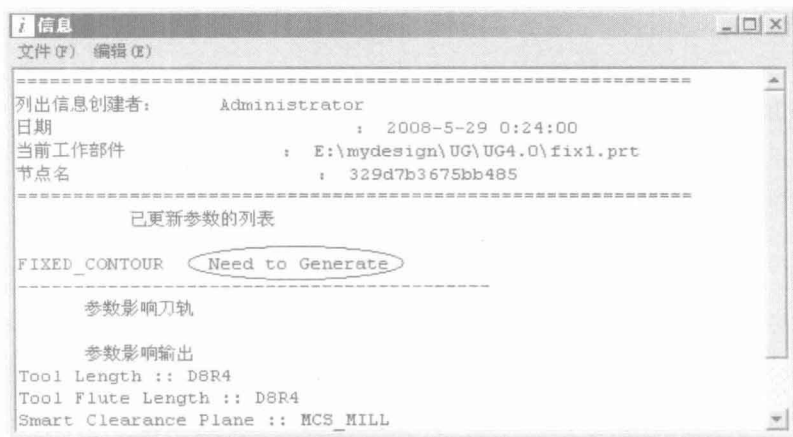 i 信息
文件(F) 编辑(E)
============================================================
列出信息创建者: Administrator
日期 : 2008-5-29 0:24:00
当前工作部件 : E:\mydesign\UG\UG4.0\fix1.prt
节点名 : 329d7b3675bb485
============================================================
已更新参数的列表
FIXED_CONTOUR Need to Generate
------------------------------------------
参数影响刀轨
参数影响输出
Tool Length :: D8R4
Tool Flute Length :: D8R4
Smart Clearance Plane :: MCS_MILL